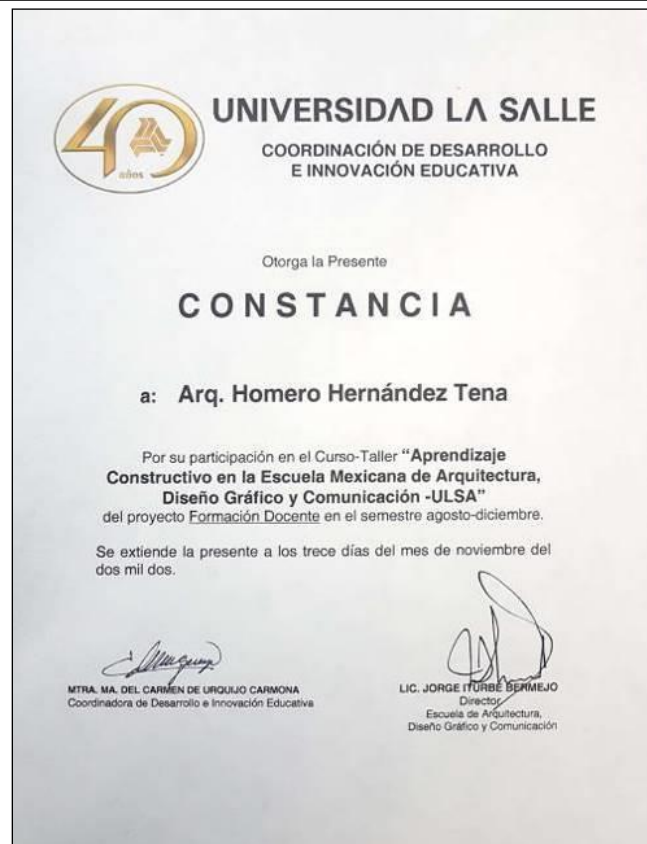 40
años
UNIVERSIDAD LA SALLE
COORDINACIÓN DE DESARROLLO
E INNOVACIÓN EDUCATIVA
Otorga la Presente
CONSTANCIA
a: Arq. Homero Hernández Tena
Por su participación en el Curso-Taller “Aprendizaje
Constructivo en la Escuela Mexicana de Arquitectura,
Diseño Gráfico y Comunicación -ULSA”
del proyecto Formación Docente en el semestre agosto-diciembre.
Se extiende la presente a los trece días del mes de noviembre del
dos mil dos.
MTRA. MA. DEL CARMEN DE URQUIJO CARMONA
Coordinadora de Desarrollo e Innovación Educativa
LIC. JORGE ITURBE BERMEJO
Director
Escuela de Arquitectura,
Diseño Gráfico y Comunicación